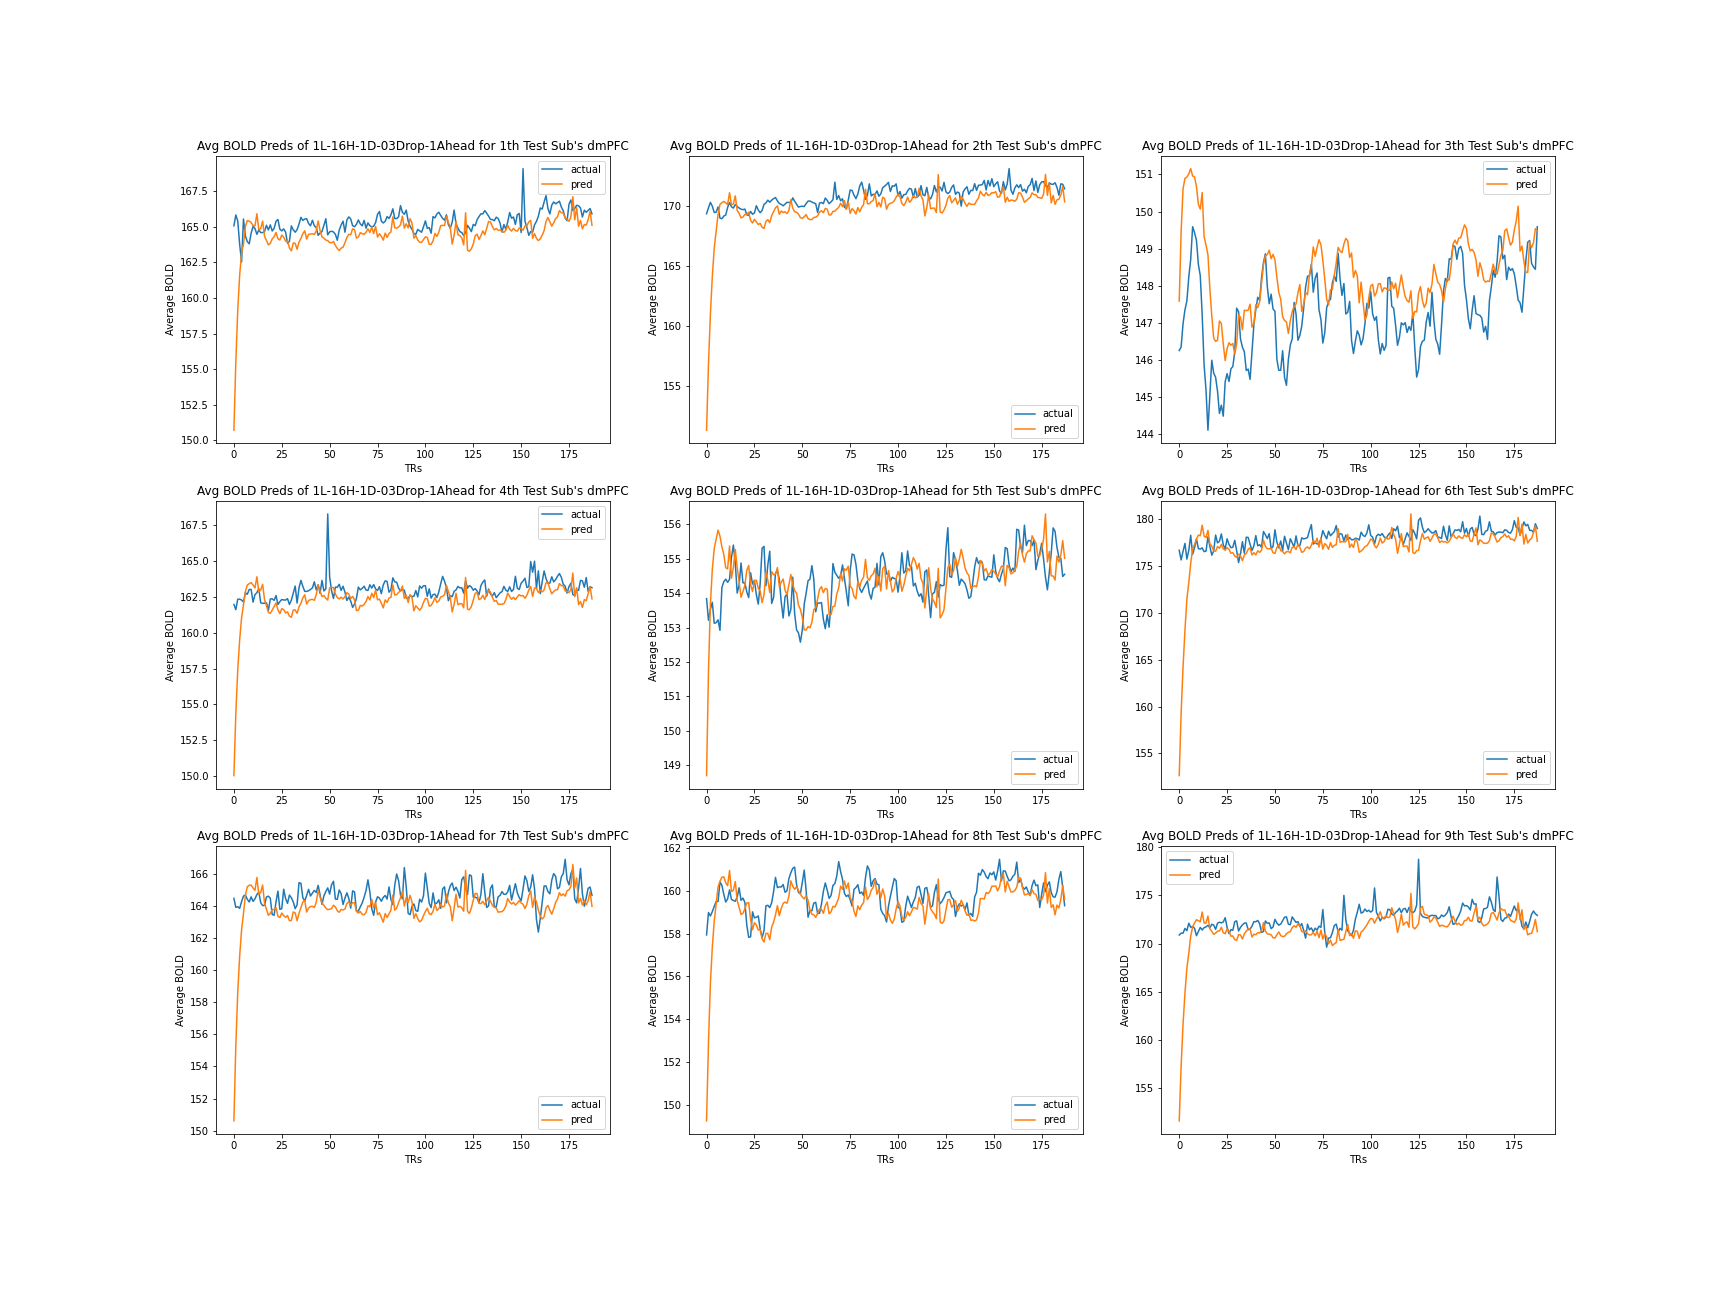 Avg BOLD Preds of 1L-16H-1D-03Drop-1Ahead for 1th Test Sub's dmPFC
167.5
165.0
162.5
160.0
157.5
155.0
152.5
150.0
Average BOLD
actual
pred
0 25 50 75 100 125 150 175
TRs
Avg BOLD Preds of 1L-16H-1D-03Drop-1Ahead for 2th Test Sub's dmPFC
170
165
160
155
Average BOLD
actual
pred
0 25 50 75 100 125 150 175
TRs
Avg BOLD Preds of 1L-16H-1D-03Drop-1Ahead for 3th Test Sub's dmPFC
151
150
149
148
147
146
145
144
Average BOLD
actual
pred
0 25 50 75 100 125 150 175
TRs
Avg BOLD Preds of 1L-16H-1D-03Drop-1Ahead for 4th Test Sub's dmPFC
167.5
165.0
162.5
160.0
157.5
155.0
152.5
150.0
Average BOLD
actual
pred
0 25 50 75 100 125 150 175
TRs
Avg BOLD Preds of 1L-16H-1D-03Drop-1Ahead for 5th Test Sub's dmPFC
156
155
154
153
152
151
150
149
Average BOLD
actual
pred
0 25 50 75 100 125 150 175
TRs
Avg BOLD Preds of 1L-16H-1D-03Drop-1Ahead for 6th Test Sub's dmPFC
180
175
170
165
160
155
Average BOLD
actual
pred
0 25 50 75 100 125 150 175
TRs
Avg BOLD Preds of 1L-16H-1D-03Drop-1Ahead for 7th Test Sub's dmPFC
166
164
162
160
158
156
154
152
150
Average BOLD
actual
pred
0 25 50 75 100 125 150 175
TRs
Avg BOLD Preds of 1L-16H-1D-03Drop-1Ahead for 8th Test Sub's dmPFC
162
160
158
156
154
152
150
Average BOLD
actual
pred
0 25 50 75 100 125 150 175
TRs
Avg BOLD Preds of 1L-16H-1D-03Drop-1Ahead for 9th Test Sub's dmPFC
180
175
170
165
160
155
Average BOLD
actual
pred
0 25 50 75 100 125 150 175
TRs